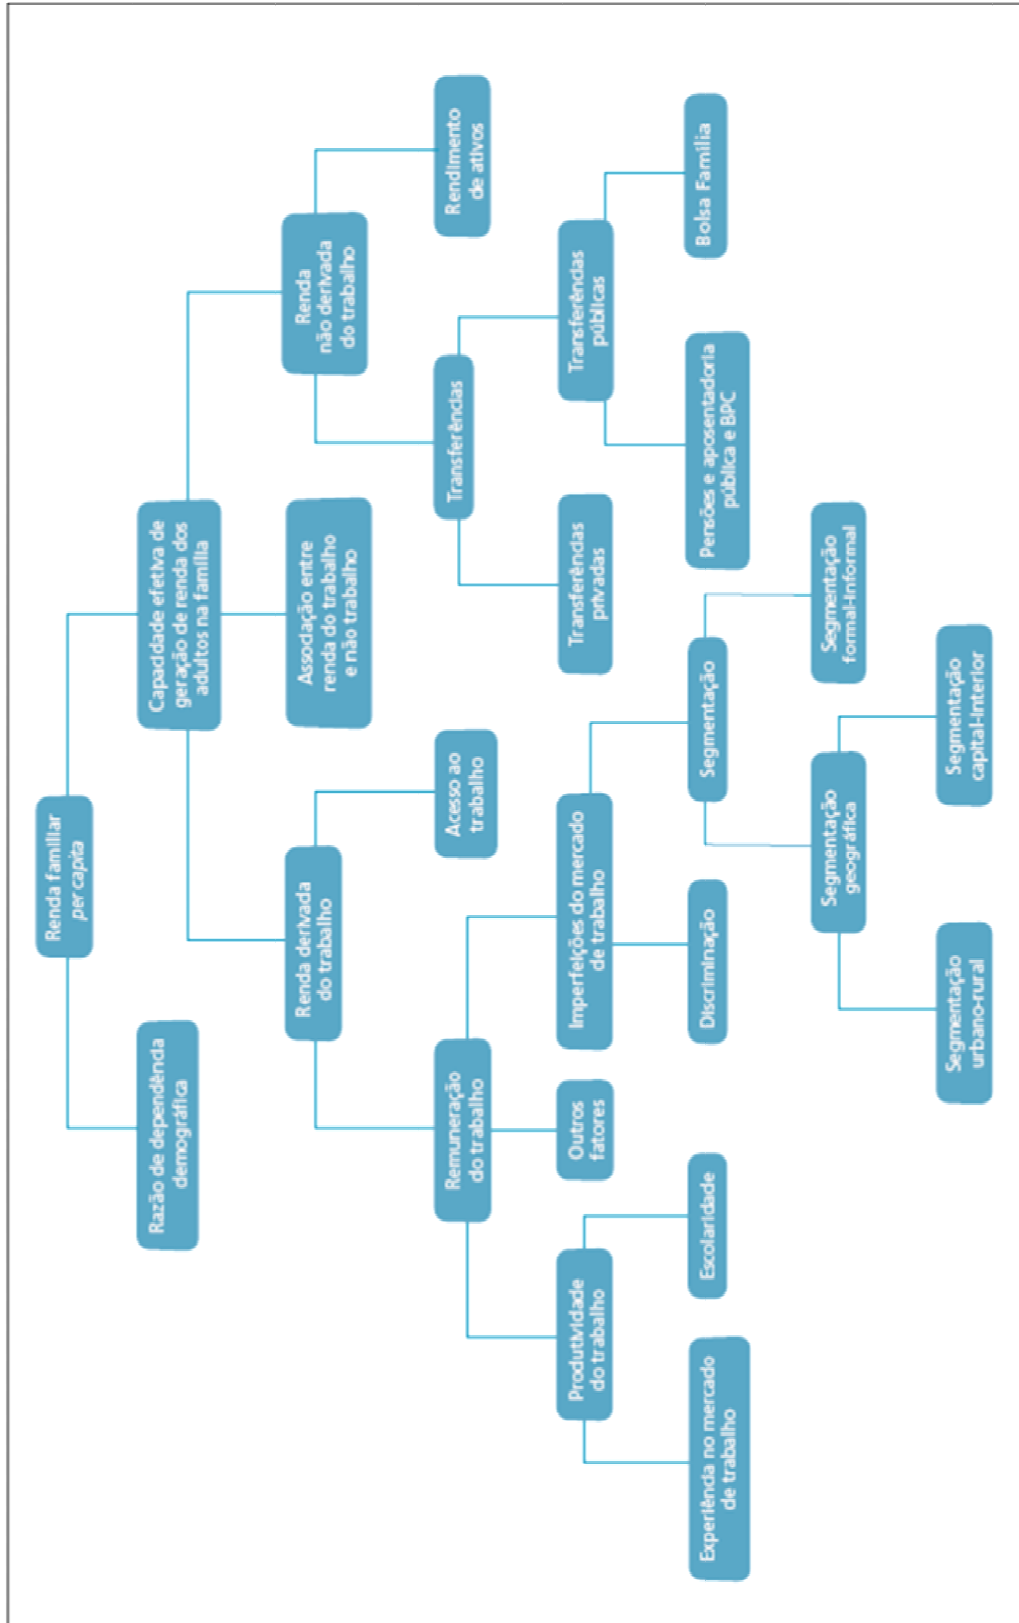 Renda familiar
per capita
Razão de dependência
demográfica
Capacidade efetiva de
geração de renda dos
adultos na família
Renda derivada
do trabalho
Associação entre
renda do trabalho
e não trabalho
Renda
não derivada
do trabalho
Remuneração
do trabalho
Acesso ao
trabalho
Transferências
Rendimento
de ativos
Produtividade
do trabalho
Outros
fatores
Imperfeições do mercado
de trabalho
Transferências
privadas
Transferências
públicas
Experiência no mercado
de trabalho
Escolaridade
Discriminação
Segmentação
Pensões e aposentadoria
pública e BPC
Bolsa Família
Segmentação
geográfica
Segmentação
formal-informal
Segmentação
urbano-rural
Segmentação
capital-interior